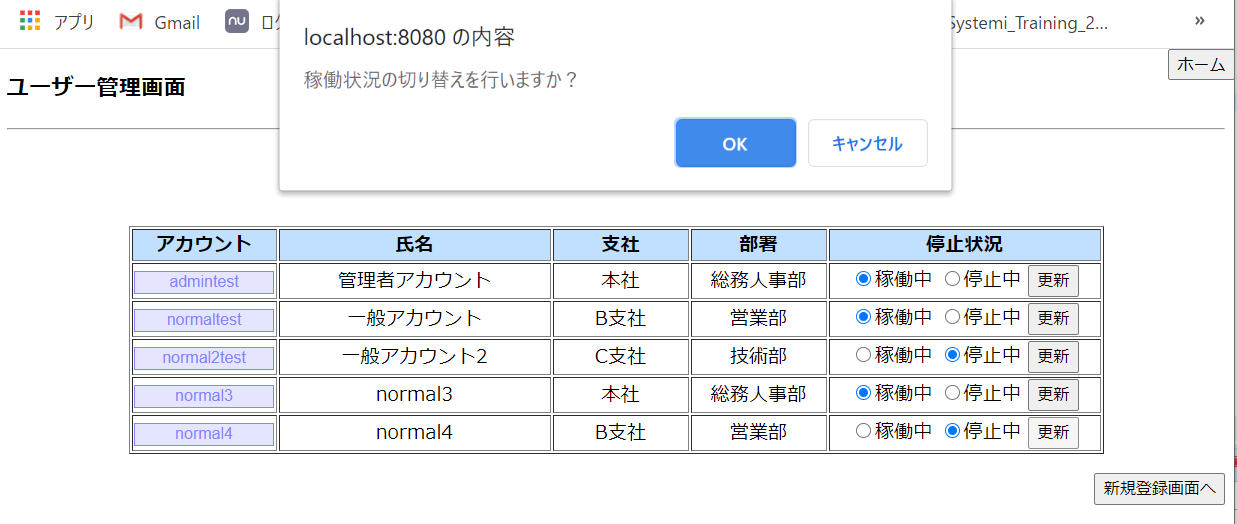 アプリ Gmail nu Systemi_Training_2... »
localhost:8080 の内容
稼働状況の切り替えを行いますか？
OK キャンセル
ホーム
ユーザー管理画面
アカウント 氏名 支社 部署 停止状況
admintest 管理者アカウント 本社 総務人事部 稼働中 停止中 更新
normaltest 一般アカウント B支社 営業部 稼働中 停止中 更新
normal2test 一般アカウント2 C支社 技術部 稼働中 停止中 更新
normal3 normal3 本社 総務人事部 稼働中 停止中 更新
normal4 normal4 B支社 営業部 稼働中 停止中 更新
新規登録画面へ